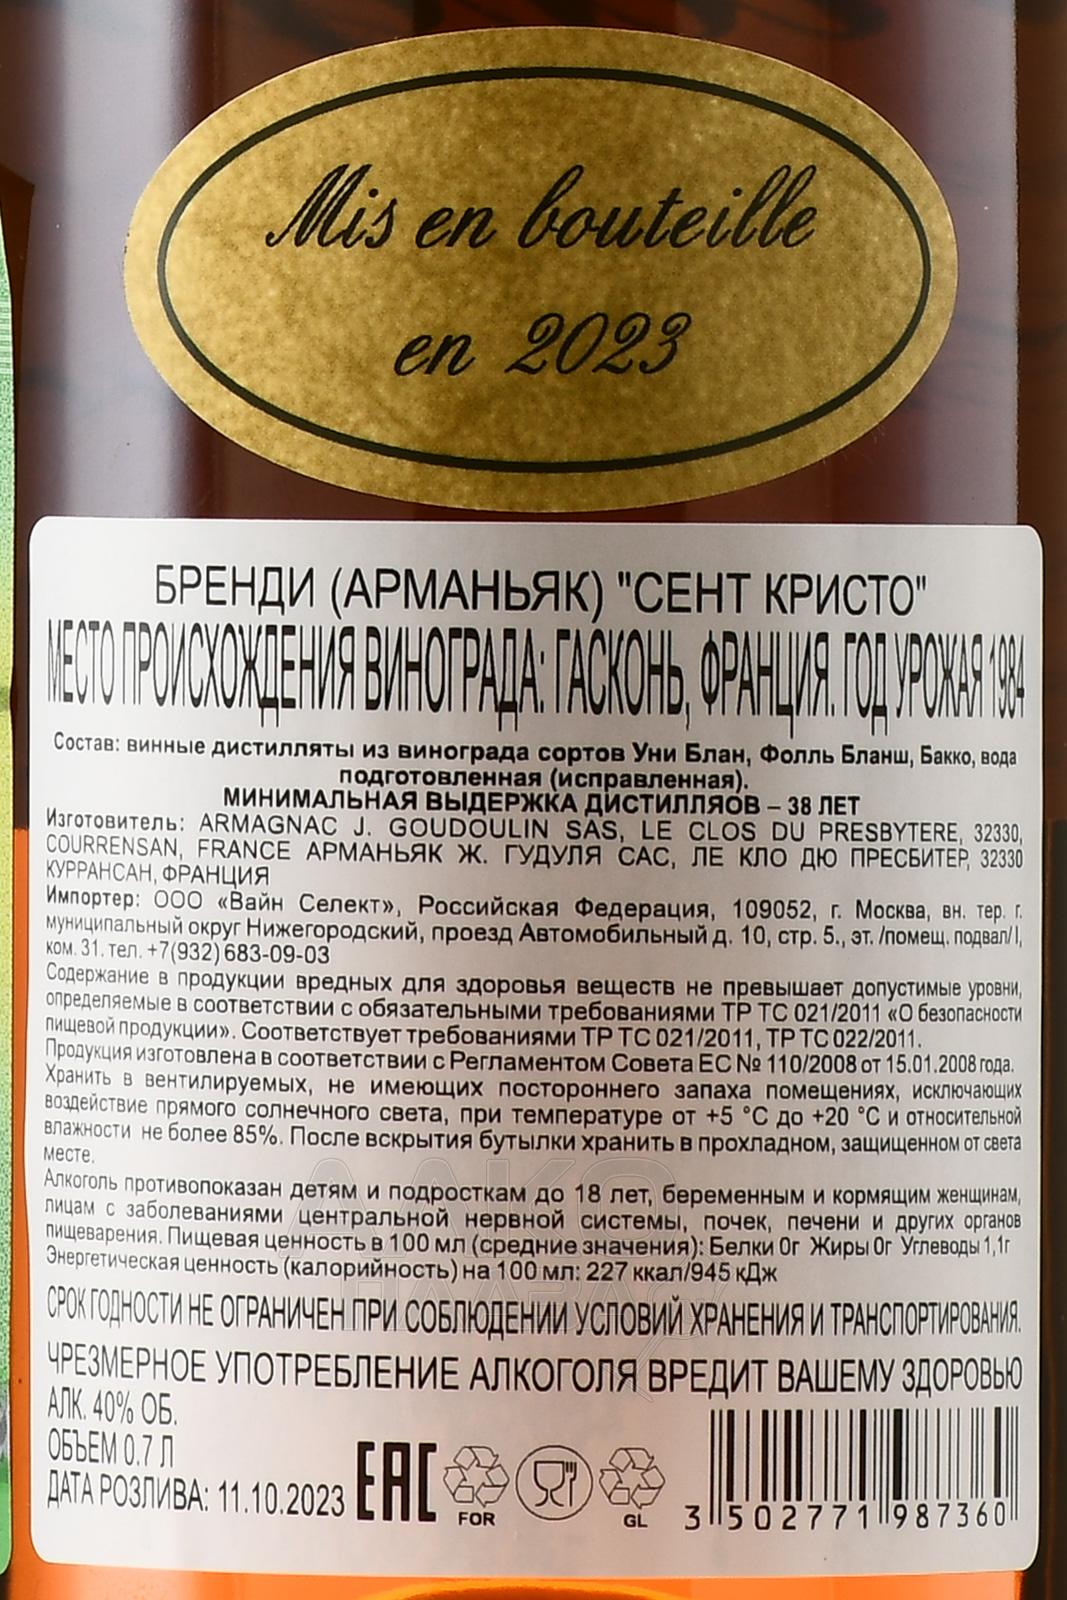 Mis en bouteille
en 2023
БРЕНДИ (АРМАНЬЯК) "СЕНТ КРИСТО"
МЕСТО ПРОИСХОЖДЕНИЯ ВИНОГРАДА: ГАСКОНЬ, ФРАНЦИЯ. ГОД УРОЖАЯ 1984
Состав: винные дистилляты из винограда сортов Уни Блан, Фолль Бланш, Бакко, вода
подготовленная (исправленная).
МИНИМАЛЬНАЯ ВЫДЕРЖКА ДИСТИЛЛЯОВ – 38 ЛЕТ
Изготовитель: ARMAGNAC J. GOUDOULIN SAS, LE CLOS DU PRESBYTERE, 32330,
COURRENSAN, FRANCE АРМАНЬЯК Ж. ГУДУЛЯ САС, ЛЕ КЛО ДЮ ПРЕСБИТЕР, 32330
КУРРАНСАН, ФРАНЦИЯ
Импортер: ООО «Вайн Селект», Российская Федерация, 109052, г. Москва, вн. тер. г.
муниципальный округ Нижегородский, проезд Автомобильный д. 10, стр. 5., эт. /помещ. подвал/ I,
ком. 31. тел. +7(932) 683-09-03
Содержание в продукции вредных для здоровья веществ не превышает допустимые уровни,
определяемые в соответствии с обязательными требованиями ТР ТС 021/2011 «О безопасности
пищевой продукции». Соответствует требованиями ТР ТС 021/2011, ТР ТС 022/2011.
Продукция изготовлена в соответствии с Регламентом Совета ЕС № 110/2008 от 15.01.2008 года.
Хранить в вентилируемых, не имеющих постороннего запаха помещениях, исключающих
воздействие прямого солнечного света, при температуре от +5 °C до +20 °C и относительной
влажности не более 85%. После вскрытия бутылки хранить в прохладном, защищенном от света
месте.
Алкоголь противопоказан детям и подросткам до 18 лет, беременным и кормящим женщинам,
лицам с заболеваниями центральной нервной системы, почек, печени и других органов
пищеварения. Пищевая ценность в 100 мл (средние значения): Белки 0г Жиры 0г Углеводы 1,1г
Энергетическая ценность (калорийность) на 100 мл: 227 ккал/945 кДж
СРОК ГОДНОСТИ НЕ ОГРАНИЧЕН ПРИ СОБЛЮДЕНИИ УСЛОВИЙ ХРАНЕНИЯ И ТРАНСПОРТИРОВАНИЯ.
ЧРЕЗМЕРНОЕ УПОТРЕБЛЕНИЕ АЛКОГОЛЯ ВРЕДИТ ВАШЕМУ ЗДОРОВЬЮ
АЛК. 40% ОБ.
ОБЪЕМ 0.7 Л
ДАТА РОЗЛИВА: 11.10.2023
EAC
FOR
GL
3 502771 987360